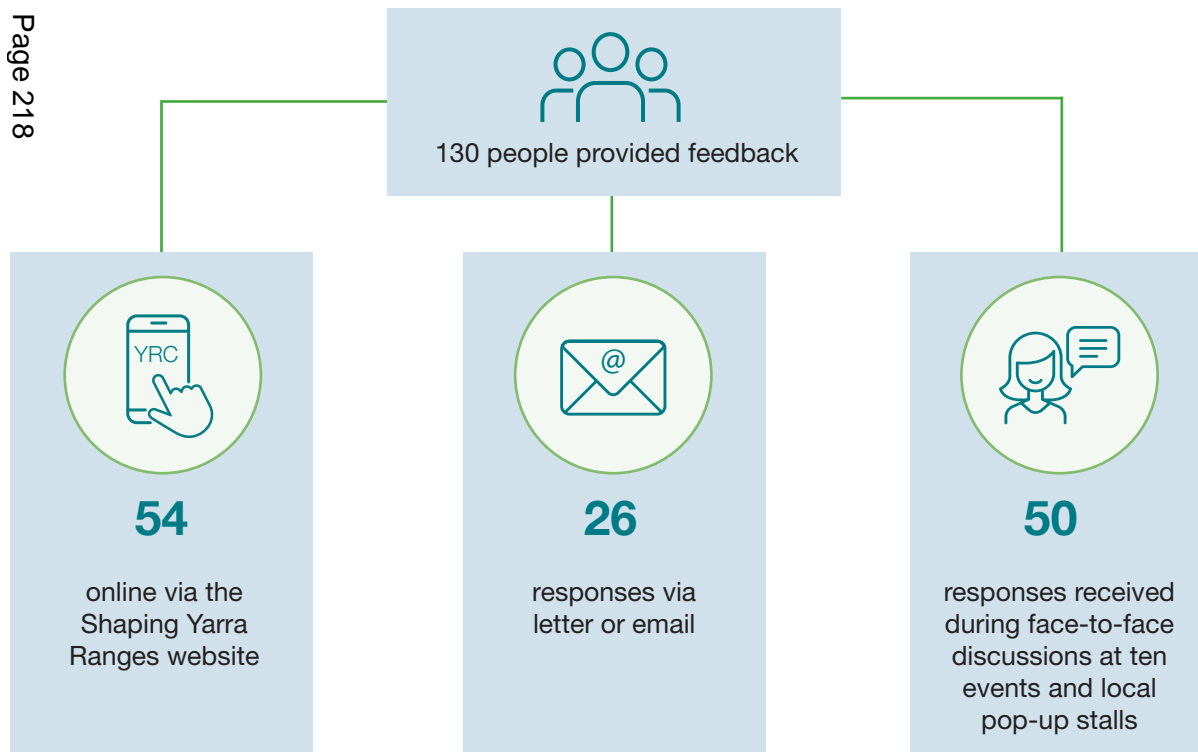 Page 218
130 people provided feedback
YRC
54
online via the
Shaping Yarra
Ranges website
@
26
responses via
letter or email
50
responses received
during face-to-face
discussions at ten
events and local
pop-up stalls